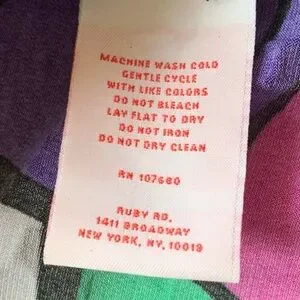 MACHINE WASH COLD
GENTLE CYCLE
WITH LIKE COLORS
DO NOT BLEACH
LAY FLAT TO DRY
DO NOT IRON
DO NOT DRY CLEAN
RN 107680
RUBY RD.
1411 BROADWAY
NEW YORK, NY, 10018